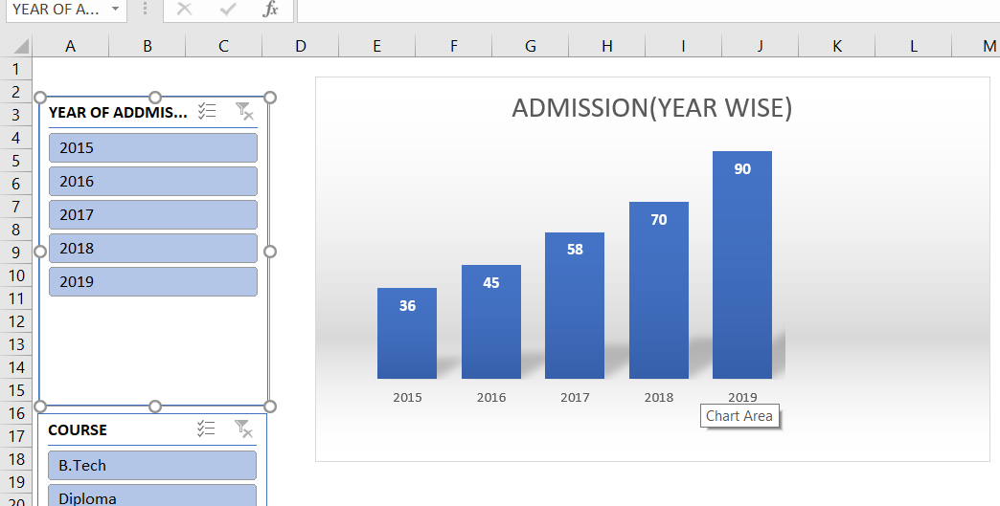 YEAR OF A...
fx
A B C D E F G H I J K L M
1
2
3
4
5
6
7
8
9
10
11
12
13
14
15
16
17
18
19
20
YEAR OF ADDMIS...
2015
2016
2017
2018
2019
COURSE
B.Tech
Diploma
ADMISSION(YEAR WISE)
36 45 58 70 90
2015 2016 2017 2018 2019
Chart Area